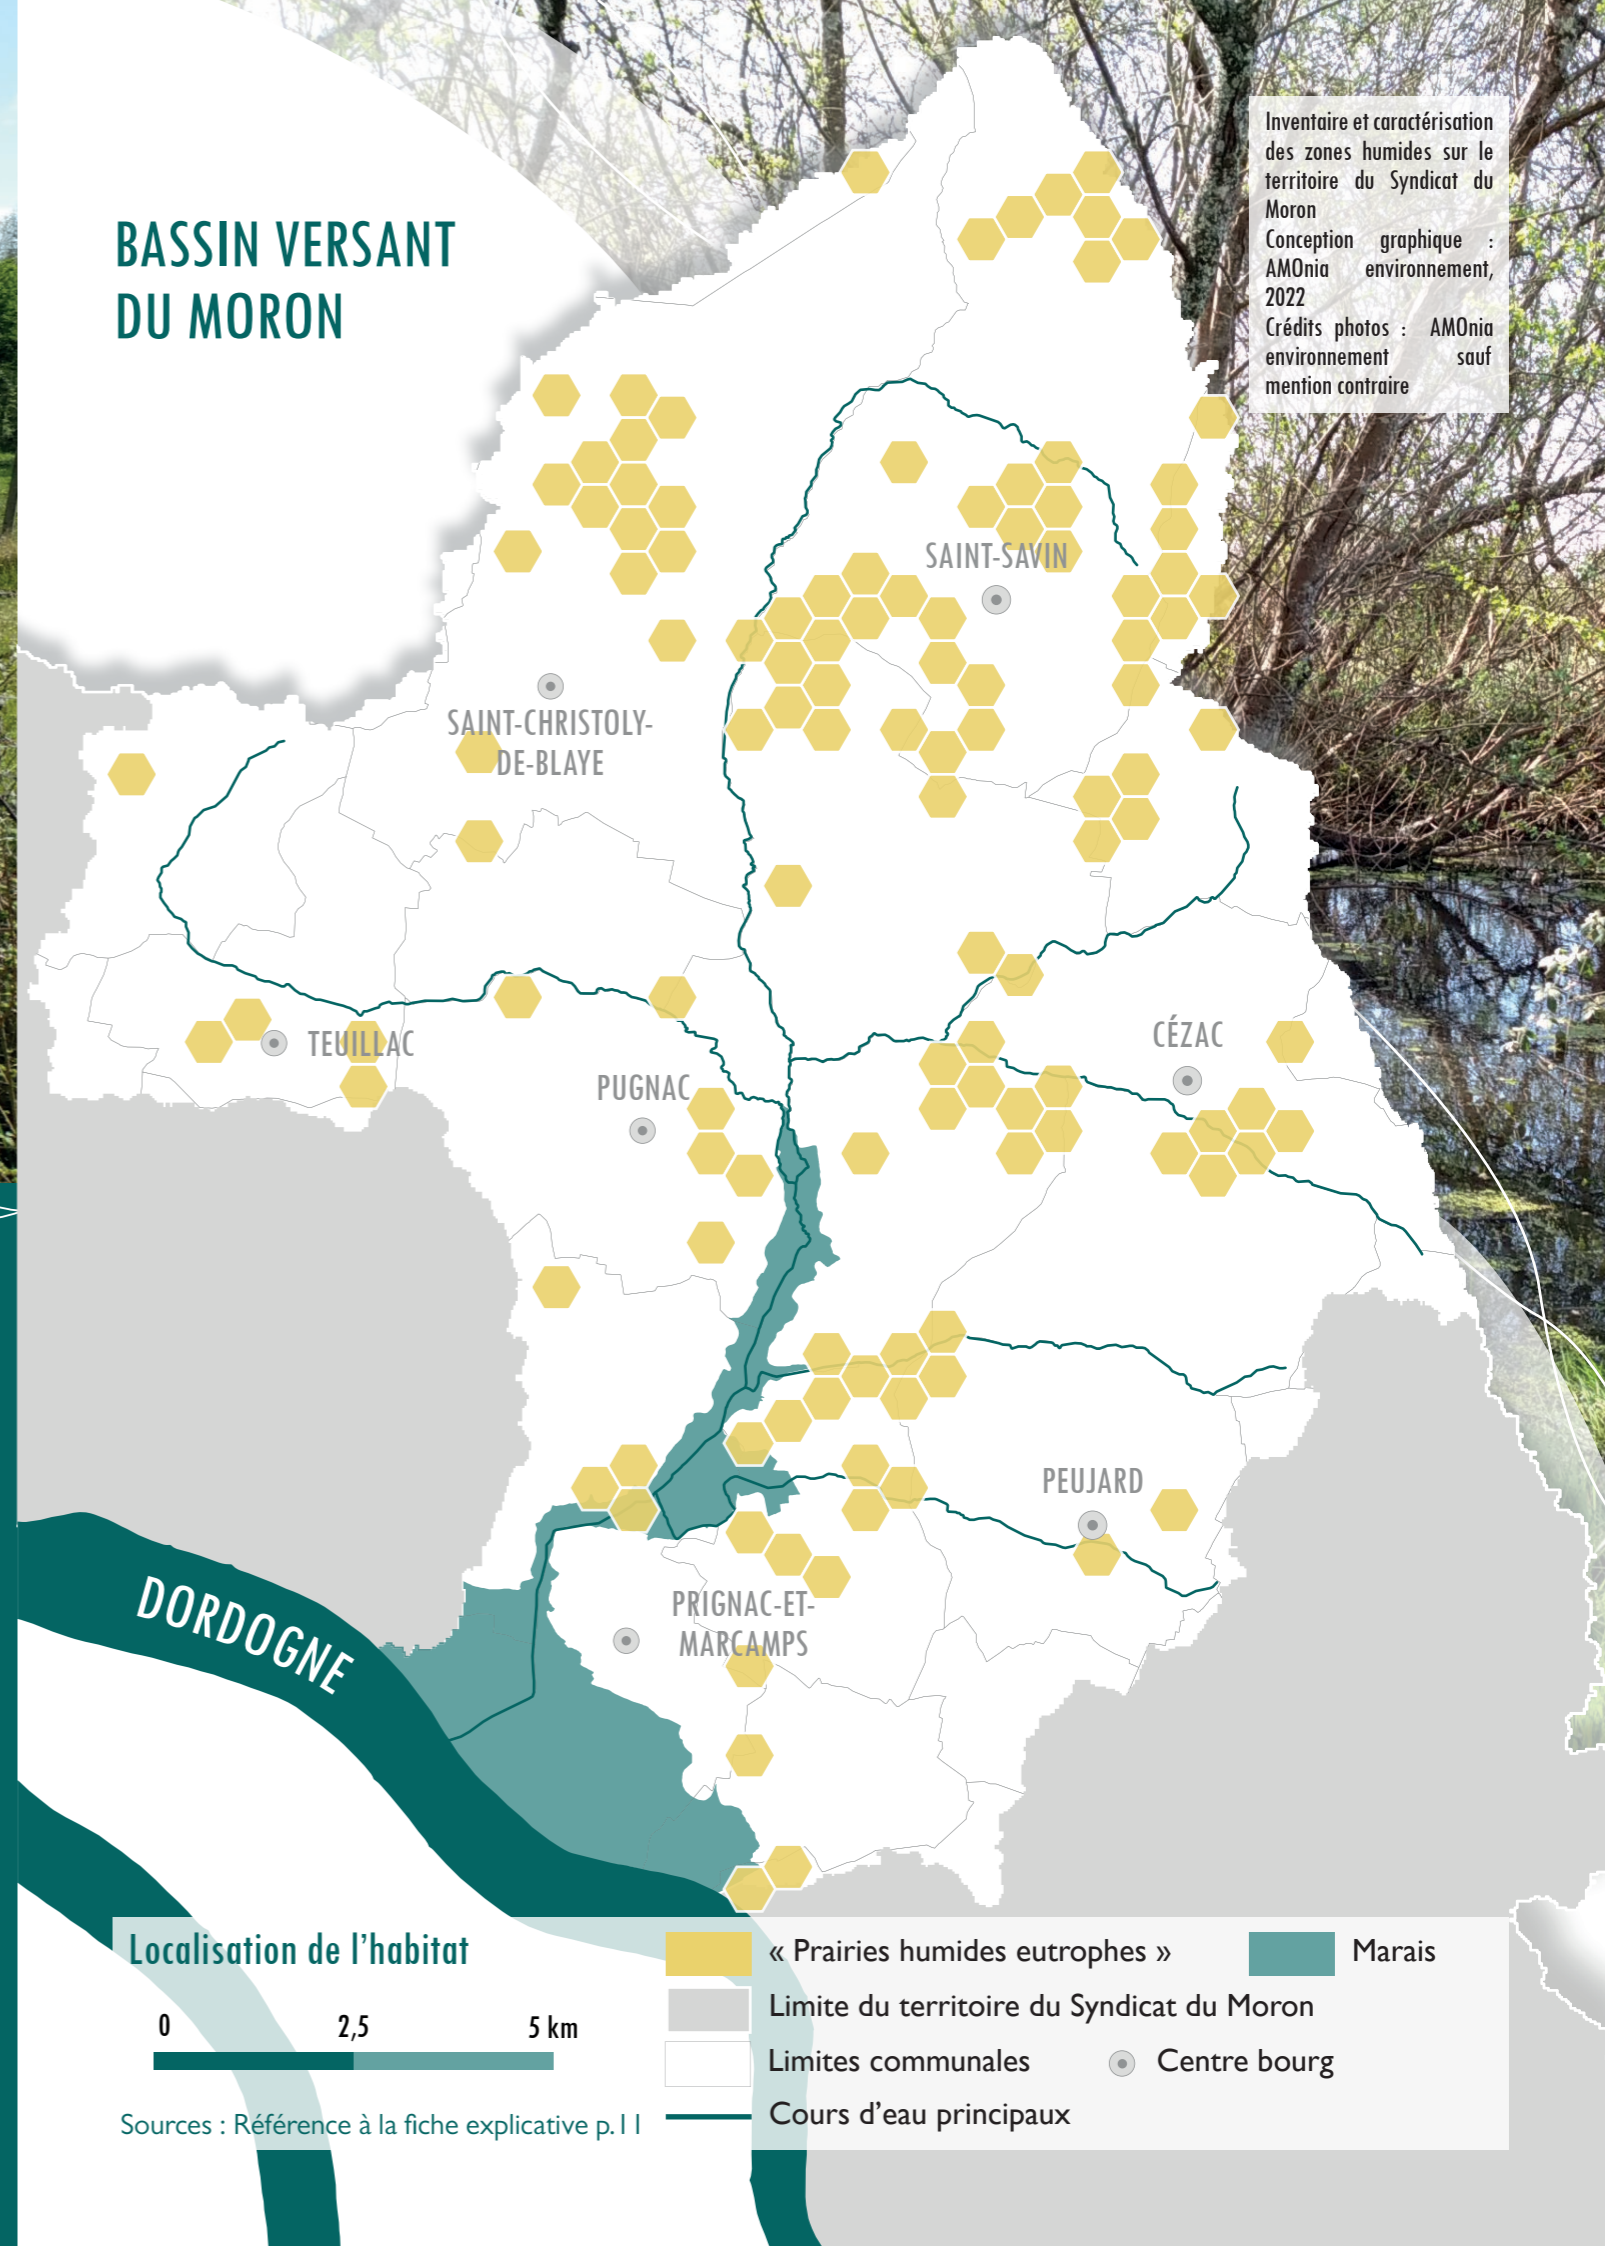 BASSIN VERSANT
DU MORON
Inventaire et caractérisation
des zones humides sur le
territoire du Syndicat du
Moron
Conception graphique :
AMOnia environnement,
2022
Crédits photos : AMOnia
environnement sauf
mention contraire
SAINT-SAVIN
SAINT-CHRISTOLY-
DE-BLAYE
TEUILLAC
CÉZAC
PUGNAC
PEUJARD
PRIGNAC-ET-
MARCAMPS
DORDOGNE
Localisation de l'habitat
0 2,5 5 km
Sources : Référence à la fiche explicative p.11
« Prairies humides eutrophes » Marais
Limite du territoire du Syndicat du Moron
Limites communales Centre bourg
Cours d'eau principaux